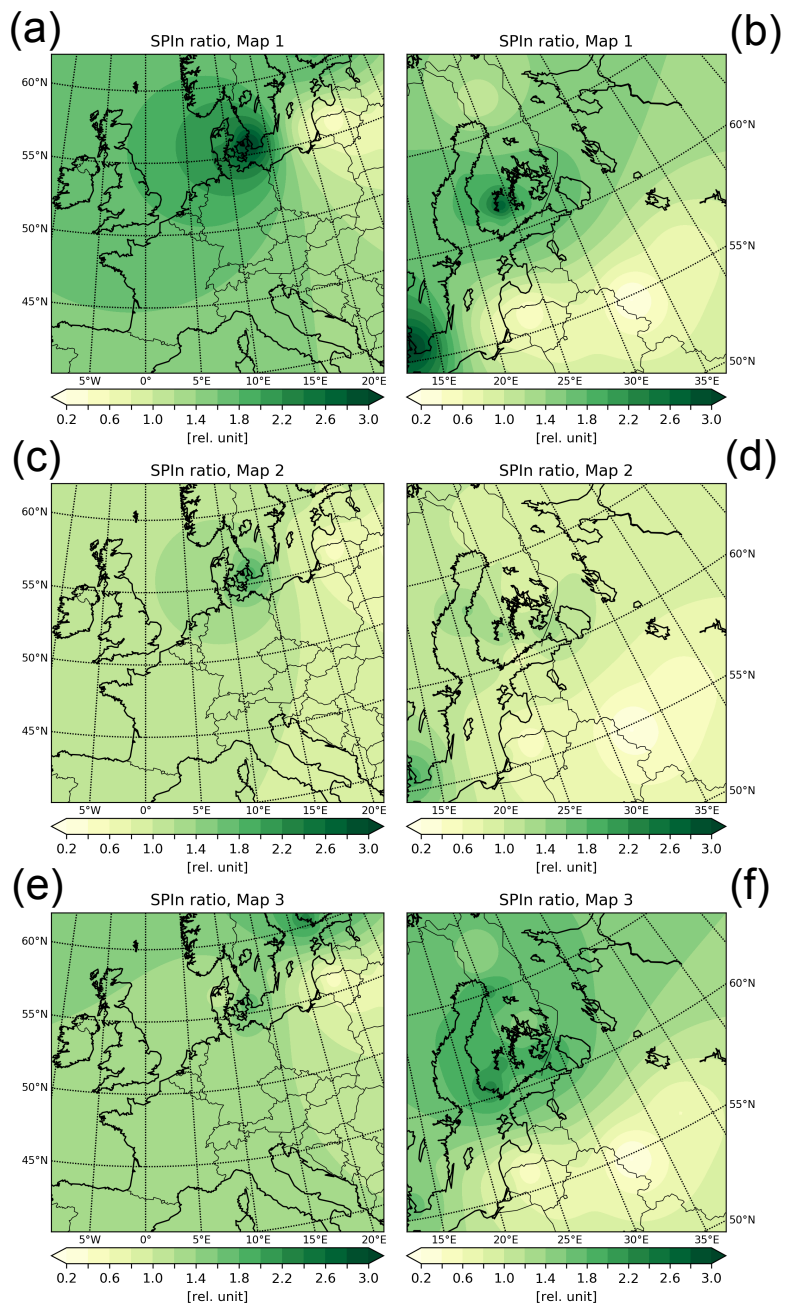 (a)
SPIn ratio, Map 1
60°N
55°N
50°N
45°N
5°W 0° 5°E 10°E 15°E 20°E
0.2 0.6 1.0 1.4 1.8 2.2 2.6 3.0
[rel. unit]
(b)
SPIn ratio, Map 1
60°N
55°N
50°N
15°E 20°E 25°E 30°E 35°E
0.2 0.6 1.0 1.4 1.8 2.2 2.6 3.0
[rel. unit]
(c)
SPIn ratio, Map 2
60°N
55°N
50°N
45°N
5°W 0° 5°E 10°E 15°E 20°E
0.2 0.6 1.0 1.4 1.8 2.2 2.6 3.0
[rel. unit]
(d)
SPIn ratio, Map 2
60°N
55°N
50°N
15°E 20°E 25°E 30°E 35°E
0.2 0.6 1.0 1.4 1.8 2.2 2.6 3.0
[rel. unit]
(e)
SPIn ratio, Map 3
60°N
55°N
50°N
45°N
5°W 0° 5°E 10°E 15°E 20°E
0.2 0.6 1.0 1.4 1.8 2.2 2.6 3.0
[rel. unit]
(f)
SPIn ratio, Map 3
60°N
55°N
50°N
15°E 20°E 25°E 30°E 35°E
0.2 0.6 1.0 1.4 1.8 2.2 2.6 3.0
[rel. unit]